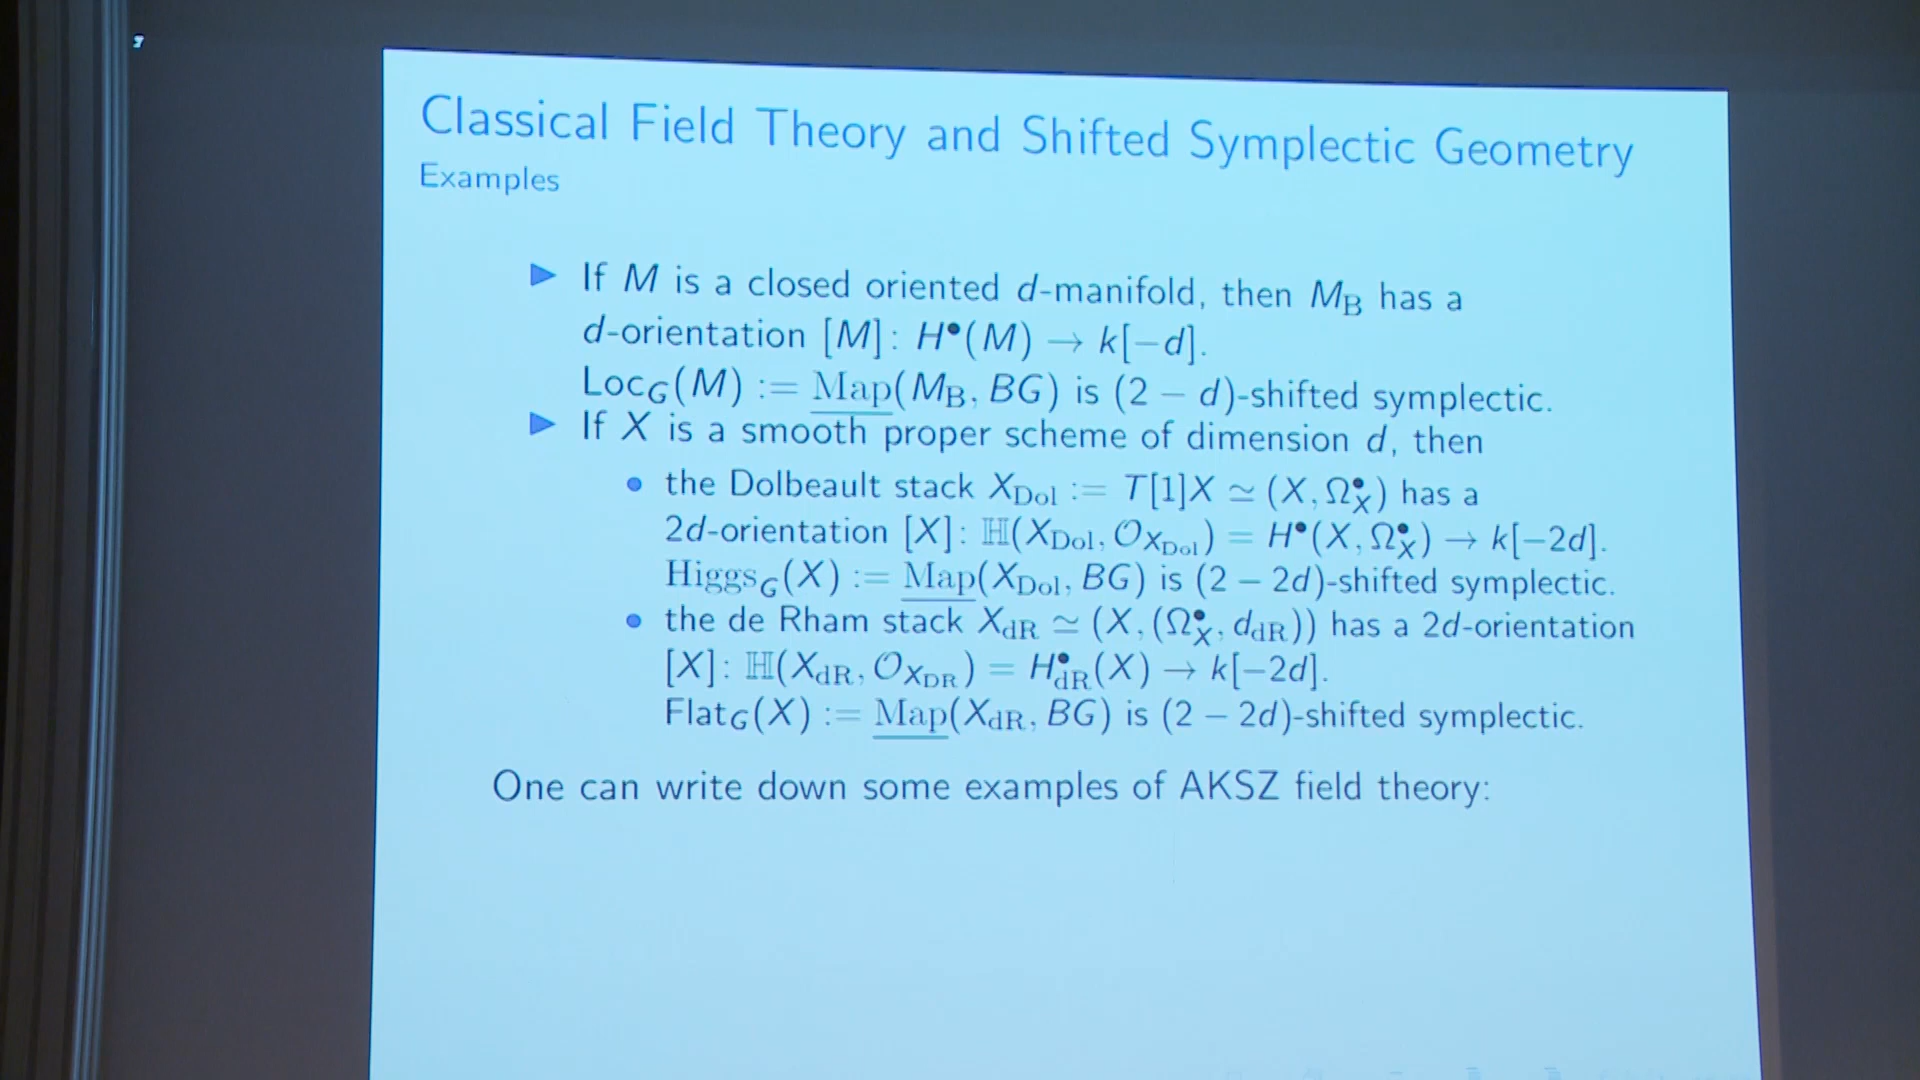 Classical Field Theory and Shifted Symplectic Geometry
Examples
▶ If M is a closed oriented d-manifold, then M_B has a
d-orientation [M]: H^•(M) → k[−d].
Loc_G(M) := Map(M_B, BG) is (2 − d)-shifted symplectic.
▶ If X is a smooth proper scheme of dimension d, then
• the Dolbeault stack X_Dol := T[1]X ≃ (X, Ω^•_X) has a
2d-orientation [X]: ℍ(X_Dol, 𝒪_{X_Dol}) = H^•(X, Ω^•_X) → k[−2d].
Higgs_G(X) := Map(X_Dol, BG) is (2 − 2d)-shifted symplectic.
• the de Rham stack X_dR ≃ (X, (Ω^•_X, d_dR)) has a 2d-orientation
[X]: ℍ(X_dR, 𝒪_{X_DR}) = H^•_dR(X) → k[−2d].
Flat_G(X) := Map(X_dR, BG) is (2 − 2d)-shifted symplectic.
One can write down some examples of AKSZ field theory: